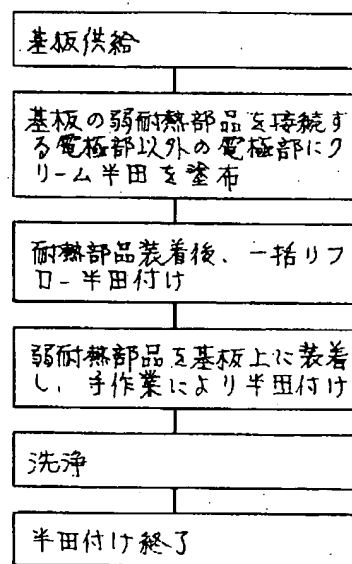 基板供給
基板の弱耐熱部品を接続す
る電極部以外の電極部にク
リーム半田を塗布
耐熱部品装着後、一括リフ
ロー半田付け
弱耐熱部品を基板上に装着
し、手作業により半田付け
洗浄
半田付け終了